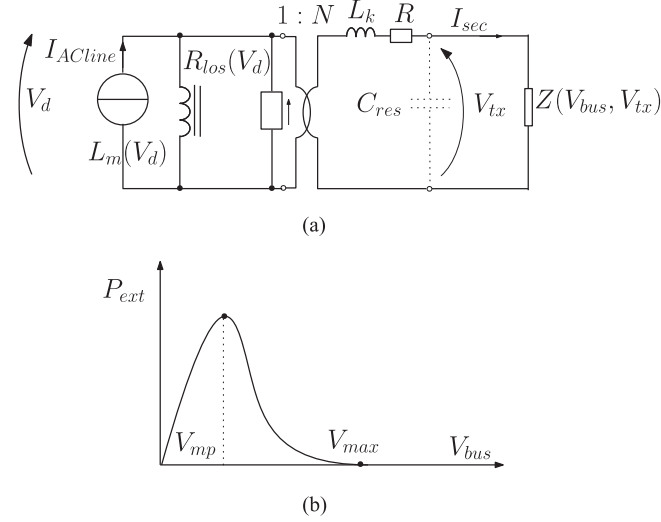 1 : N L_k R I_sec
I_ACline R_los(V_d)
V_d C_res V_tx Z(V_bus, V_tx)
L_m(V_d)
(a)
P_ext
V_mp V_max V_bus
(b)